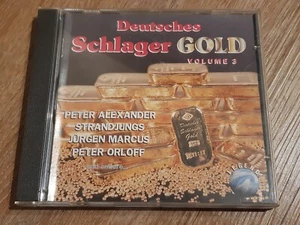 Deutsches
Schlager GOLD
VOLUME 3
PETER ALEXANDER
STRANDJUNGS
JÜRGEN MARCUS
PETER ORLOFF